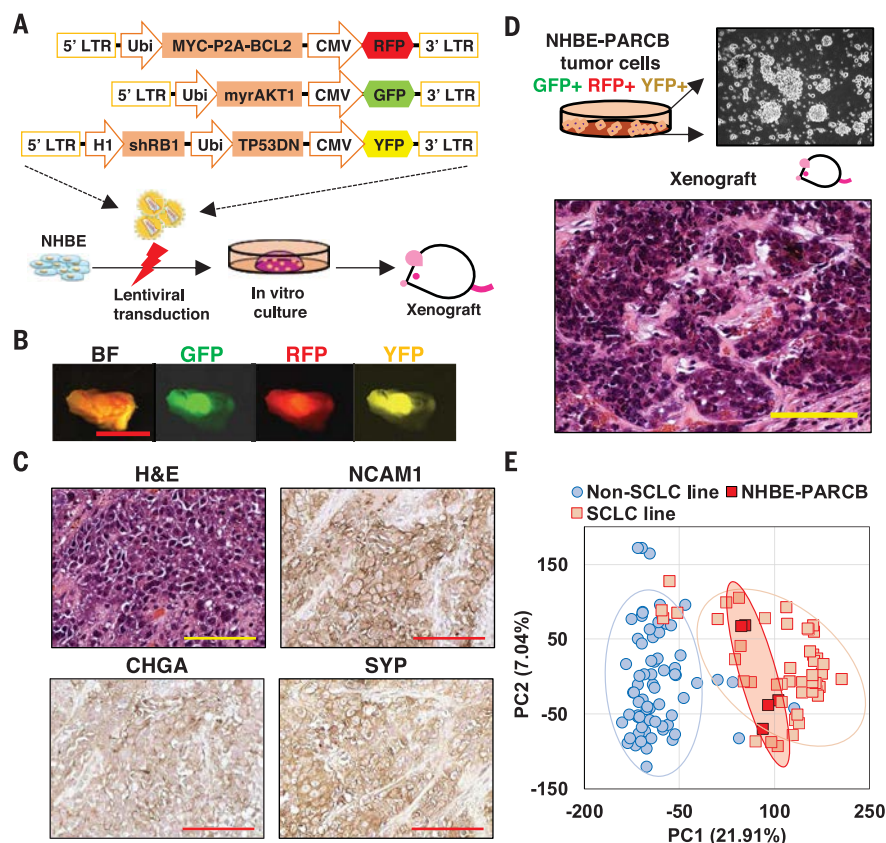 A
5' LTR Ubi MYC-P2A-BCL2 CMV RFP 3' LTR
5' LTR Ubi myrAKT1 CMV GFP 3' LTR
5' LTR H1 shRB1 Ubi TP53DN CMV YFP 3' LTR
NHBE
Lentiviral
transduction
In vitro
culture
Xenograft
B
BF GFP RFP YFP
C
H&E NCAM1
CHGA SYP
D
NHBE-PARCB
tumor cells
GFP+ RFP+ YFP+
Xenograft
E
Non-SCLC line NHBE-PARCB
SCLC line
PC2 (7.04%)
150
50
-50
-150
-200 -50 100 250
PC1 (21.91%)